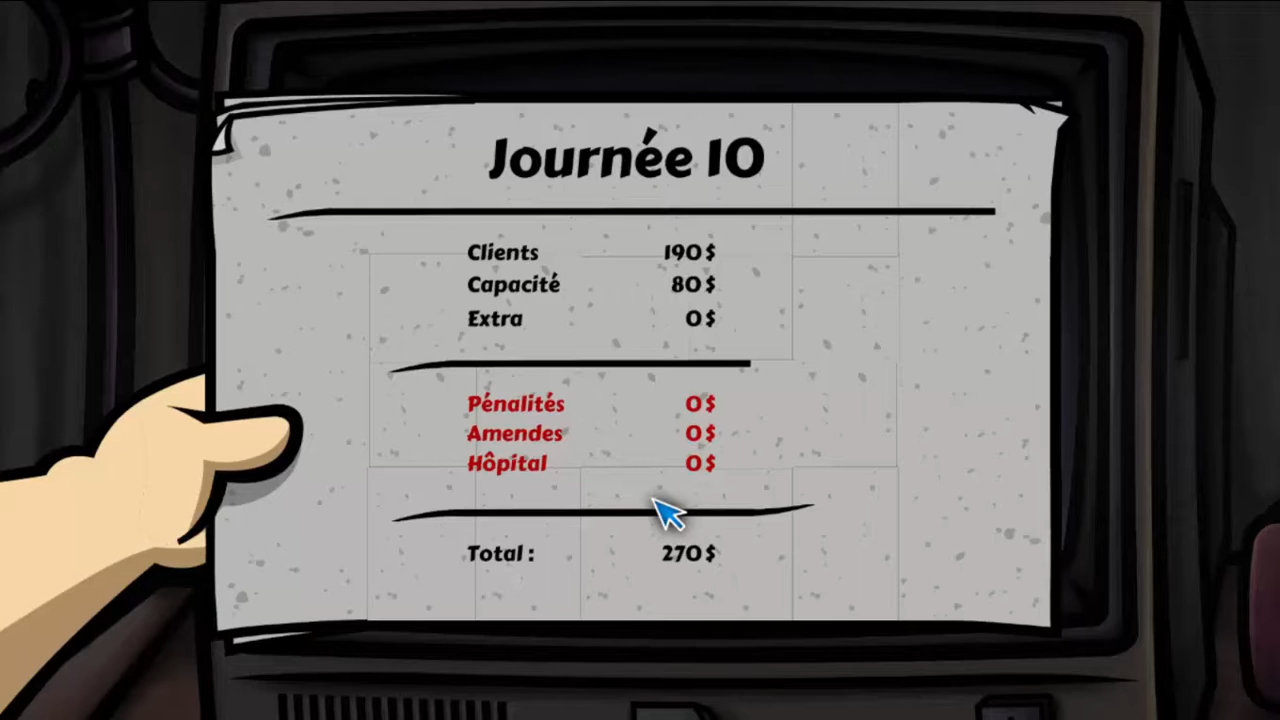 Journée 10
Clients 190 $
Capacité 80 $
Extra 0 $
Pénalités 0 $
Amendes 0 $
Hôpital 0 $
Total : 270 $